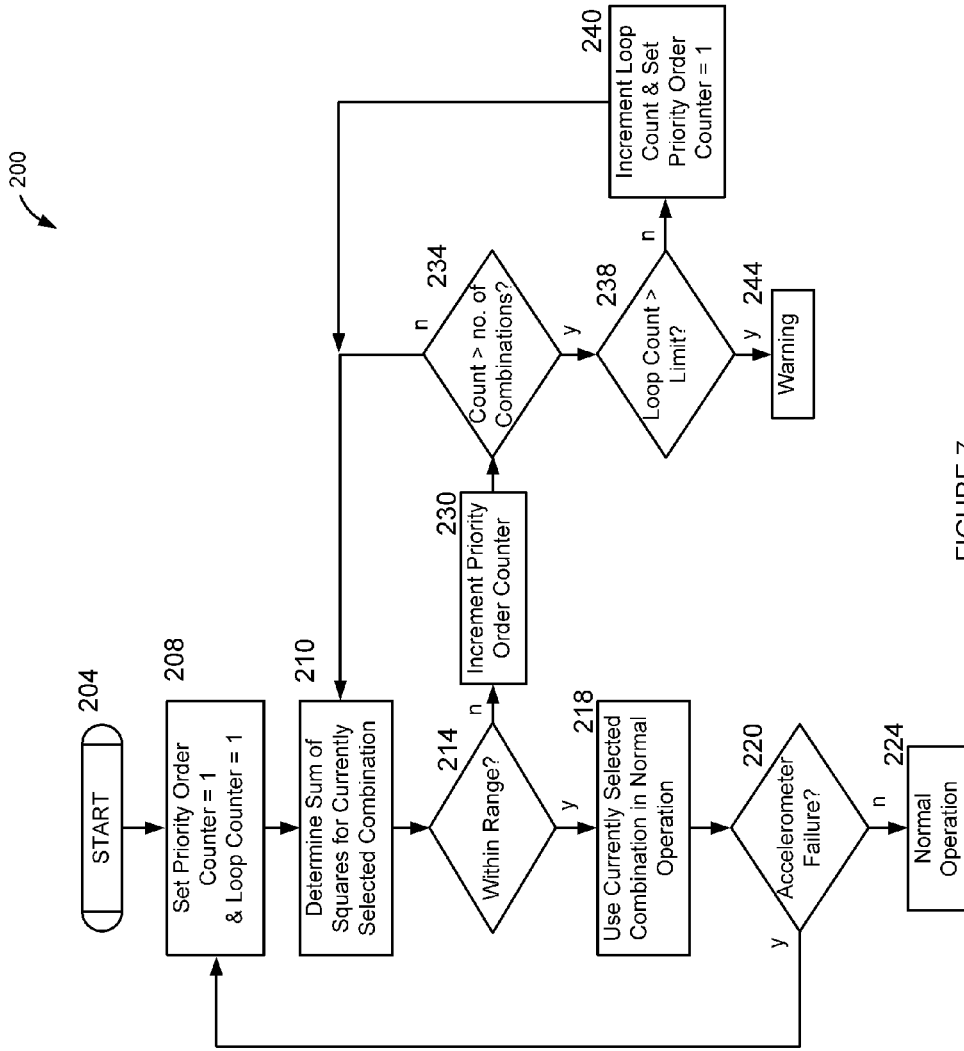 200
START
204
Set Priority Order
Counter = 1
& Loop Counter = 1
208
Determine Sum of
Squares for Currently
Selected Combination
210
Within Range?
214
n
y
Use Currently Selected
Combination in Normal
Operation
218
Accelerometer
Failure?
220
y
n
Normal
Operation
224
Increment Priority
Order Counter
230
Count > no. of
Combinations?
234
n
y
Loop Count >
Limit?
238
n
y
Warning
244
Increment Loop
Count & Set
Priority Order
Counter = 1
240